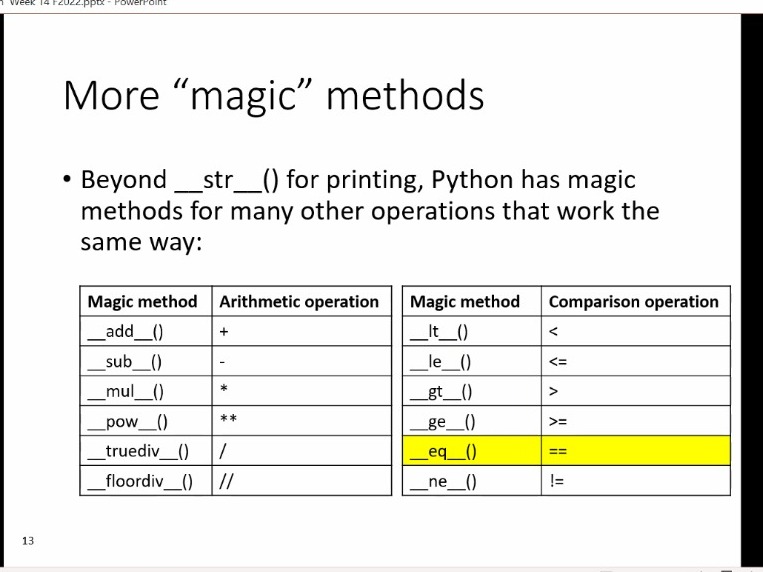 Week 14 F2022.pptx - PowerPoint
More “magic” methods
• Beyond __str__() for printing, Python has magic
methods for many other operations that work the
same way:
Magic method Arithmetic operation
__add__() +
__sub__() -
__mul__() *
__pow__() **
__truediv__() /
__floordiv__() //
Magic method Comparison operation
__lt__() <
__le__() <=
__gt__() >
__ge__() >=
__eq__() ==
__ne__() !=
13